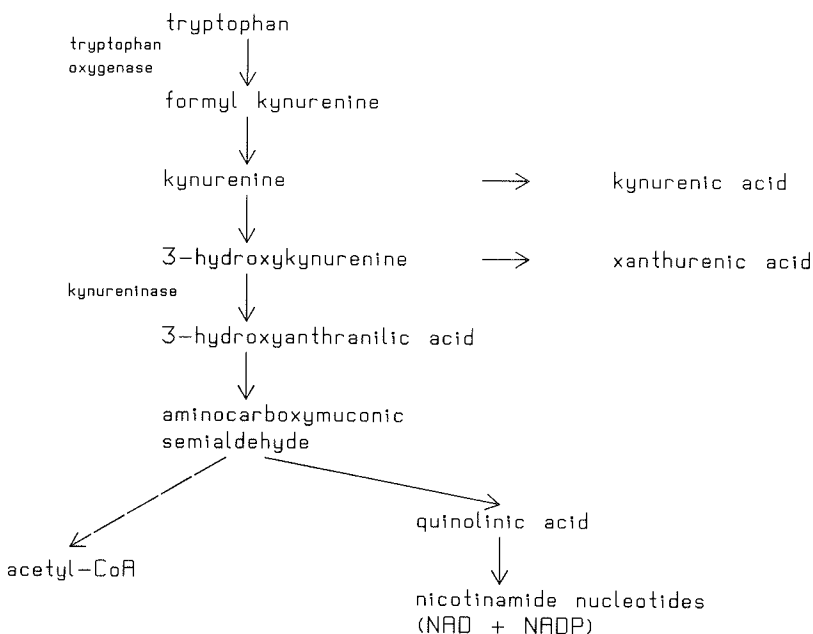 tryptophan
tryptophan
oxygenase
formyl kynurenine
kynurenine
kynurenic acid
3-hydroxykynurenine
xanthurenic acid
kynureninase
3-hydroxyanthranilic acid
aminocarboxymuconic
semialdehyde
quinolinic acid
acetyl-CoA
nicotinamide nucleotides
(NAD + NADP)